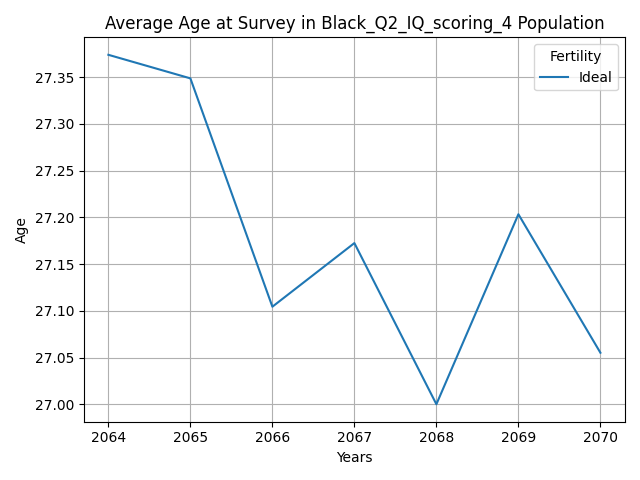 Average Age at Survey in Black_Q2_IQ_scoring_4 Population
Fertility
Ideal
27.35
27.30
27.25
27.20
27.15
27.10
27.05
27.00
Age
2064 2065 2066 2067 2068 2069 2070
Years